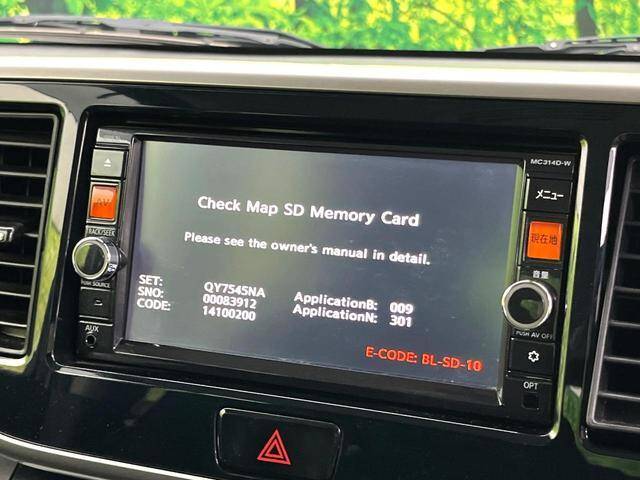 MC314D-W
AV
TRACK/SEEK
PUSH SOURCE
AUX
Check Map SD Memory Card
Please see the owner's manual in detail.
SET: QY7545NA ApplicationB: 009
SNO: 00083912 ApplicationN: 301
CODE: 14100200
E-CODE: BL-SD-10
メニュー
現在地
音量
PUSH AV OFF
OPT